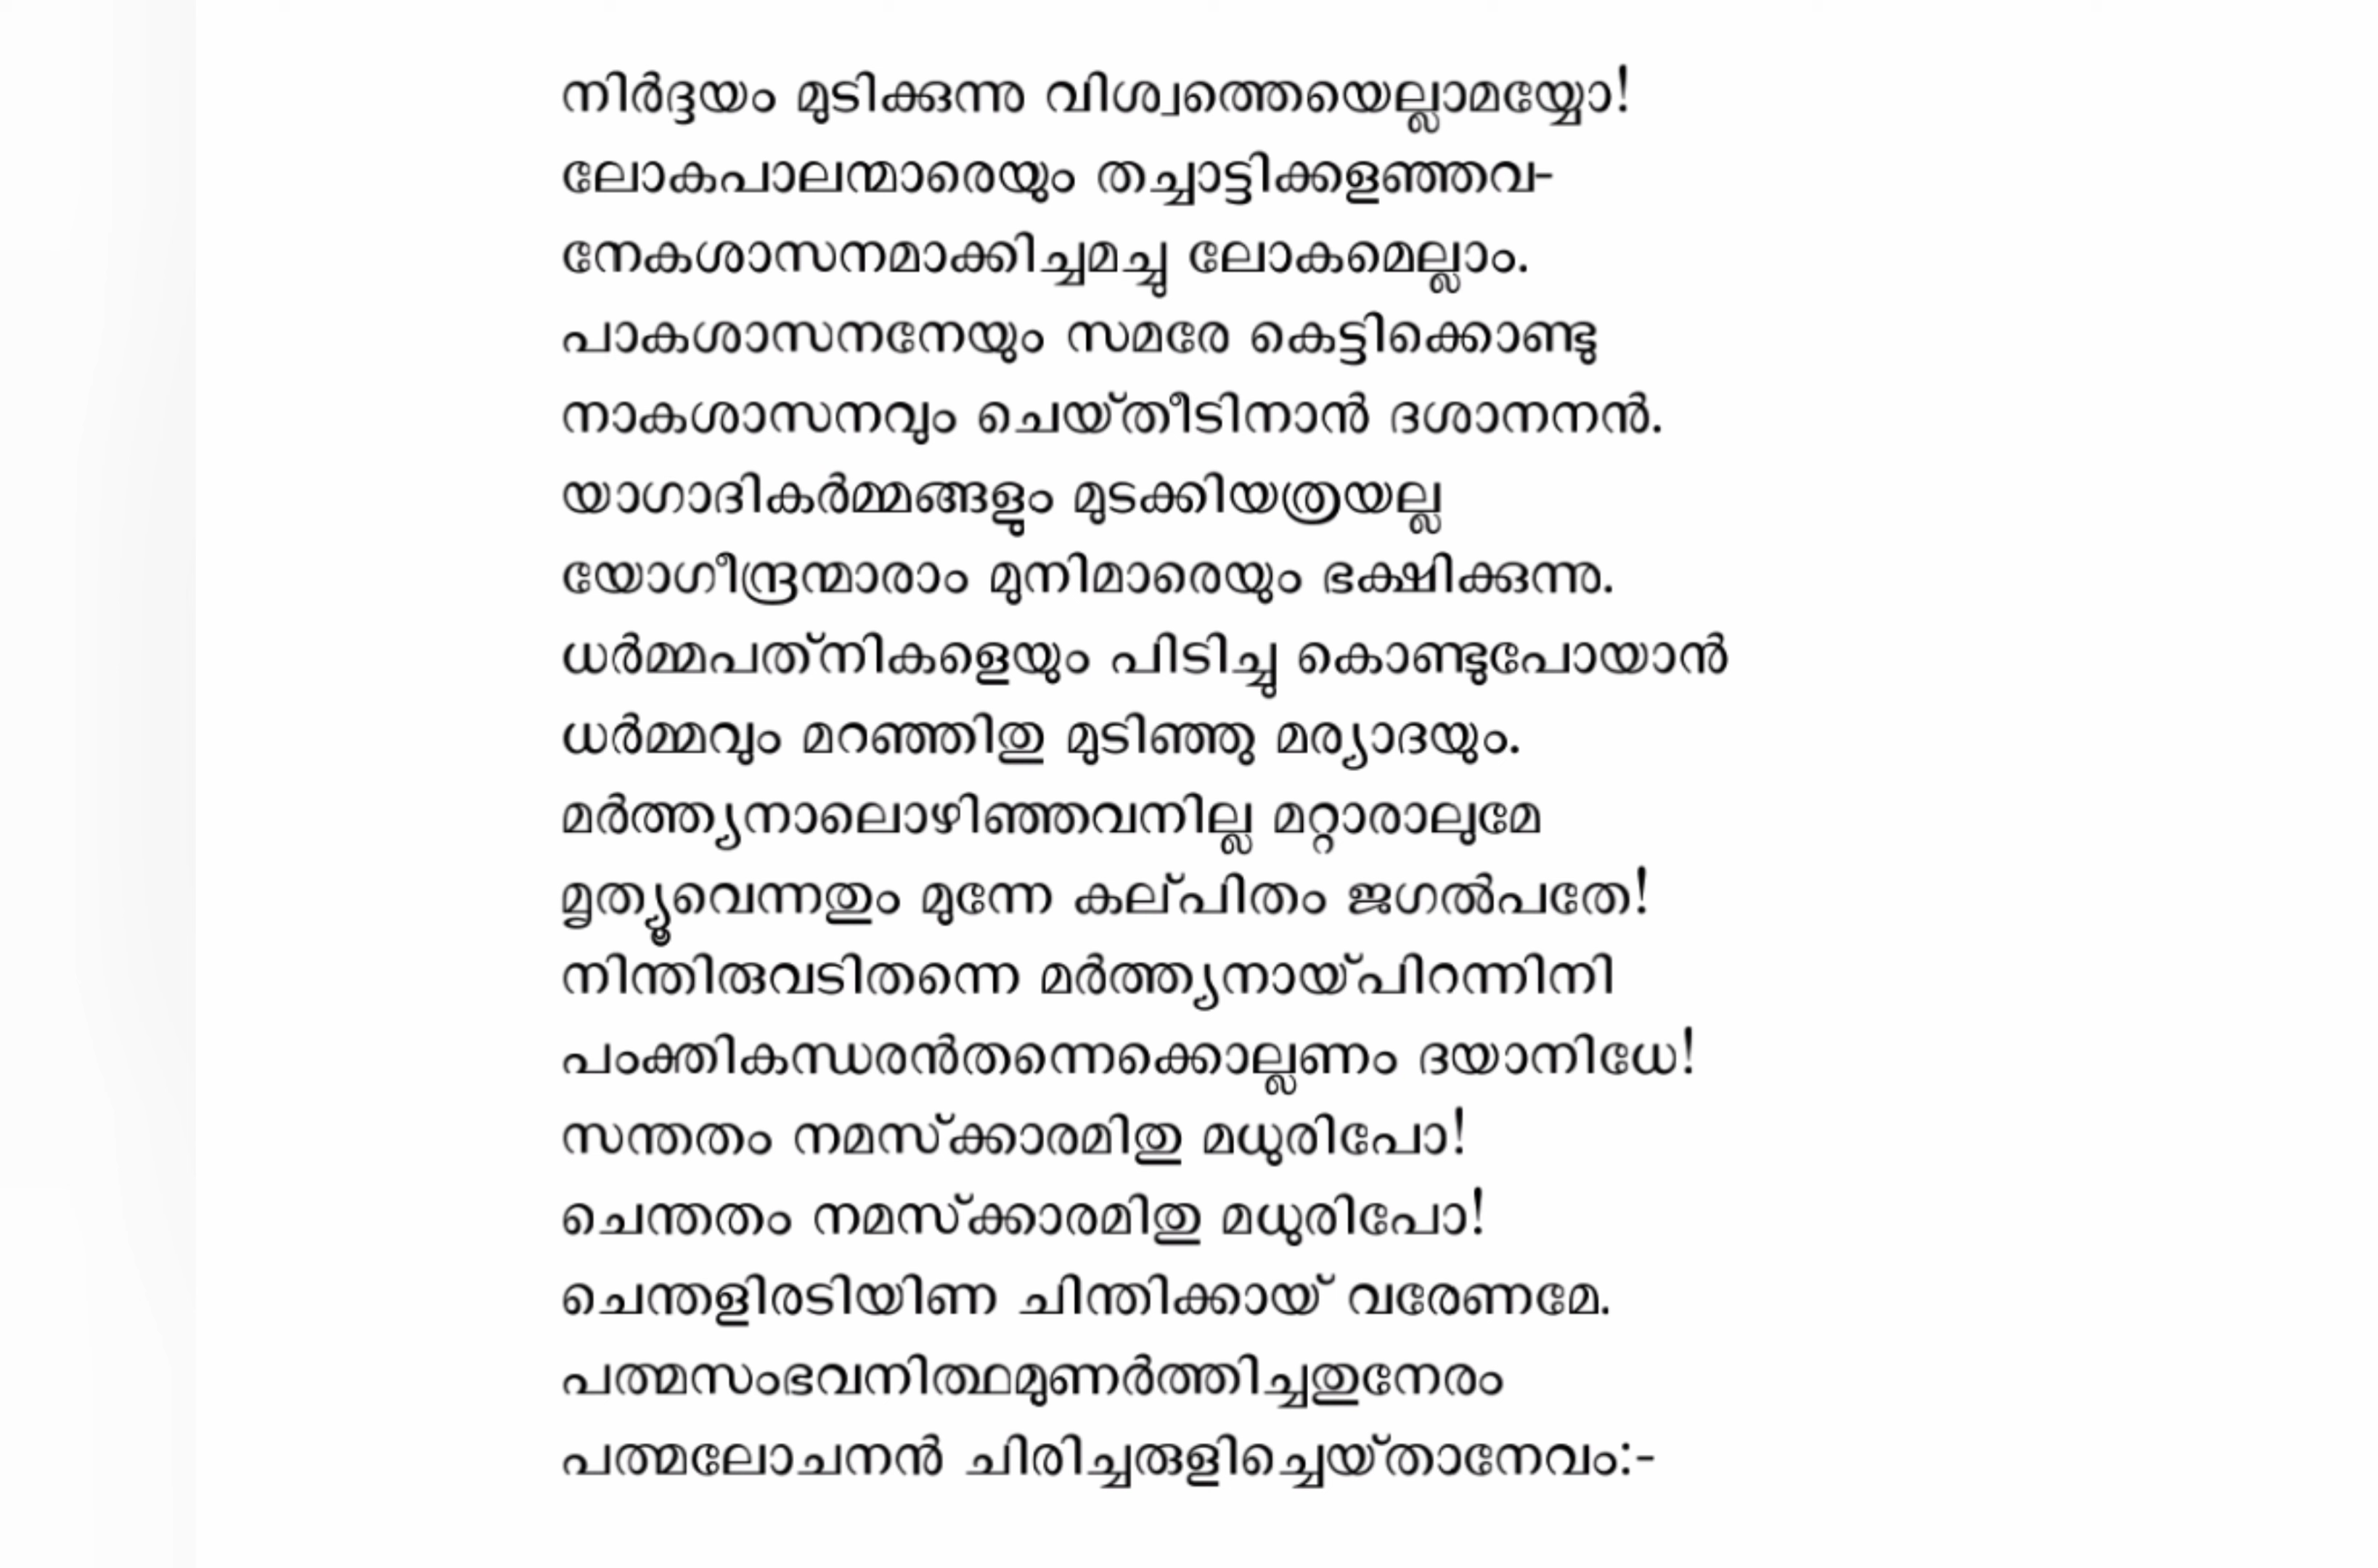 നിർദ്ദയം മുടിക്കുന്നു വിശ്വത്തെയെല്ലാമയ്യോ!
ലോകപാലന്മാരെയും തച്ചാട്ടിക്കളഞ്ഞവ-
നേകശാസനമാക്കിച്ചമച്ചു ലോകമെല്ലാം.
പാകശാസനനേയും സമരേ കെട്ടിക്കൊണ്ടു
നാകശാസനവും ചെയ്തീടിനാൻ ദശാനനൻ.
യാഗാദികർമ്മങ്ങളും മുടക്കിയത്രയല്ല
യോഗീന്ദ്രന്മാരാം മുനിമാരെയും ഭക്ഷിക്കുന്നു.
ധർമ്മപത്‌നികളെയും പിടിച്ചു കൊണ്ടുപോയാൻ
ധർമ്മവും മറഞ്ഞിതു മുടിഞ്ഞു മര്യാദയും.
മർത്ത്യനാലൊഴിഞ്ഞവനില്ല മറ്റാരാലുമേ
മൃത്യൂവെന്നതും മുന്നേ കല്‌പിതം ജഗൽപതേ!
നിന്തിരുവടിതന്നെ മർത്ത്യനായ്പിറന്നിനി
പംക്തികന്ധരൻതന്നെക്കൊല്ലണം ദയാനിധേ!
സന്തതം നമസ്‌ക്കാരമിതു മധുരിപോ!
ചെന്തതം നമസ്‌ക്കാരമിതു മധുരിപോ!
ചെന്തളിരടിയിണ ചിന്തിക്കായ് വരേണമേ.
പത്മസംഭവനിത്ഥമുണർത്തിച്ചതുനേരം
പത്മലോചനൻ ചിരിച്ചരുളിച്ചെയ്താനേവം:-